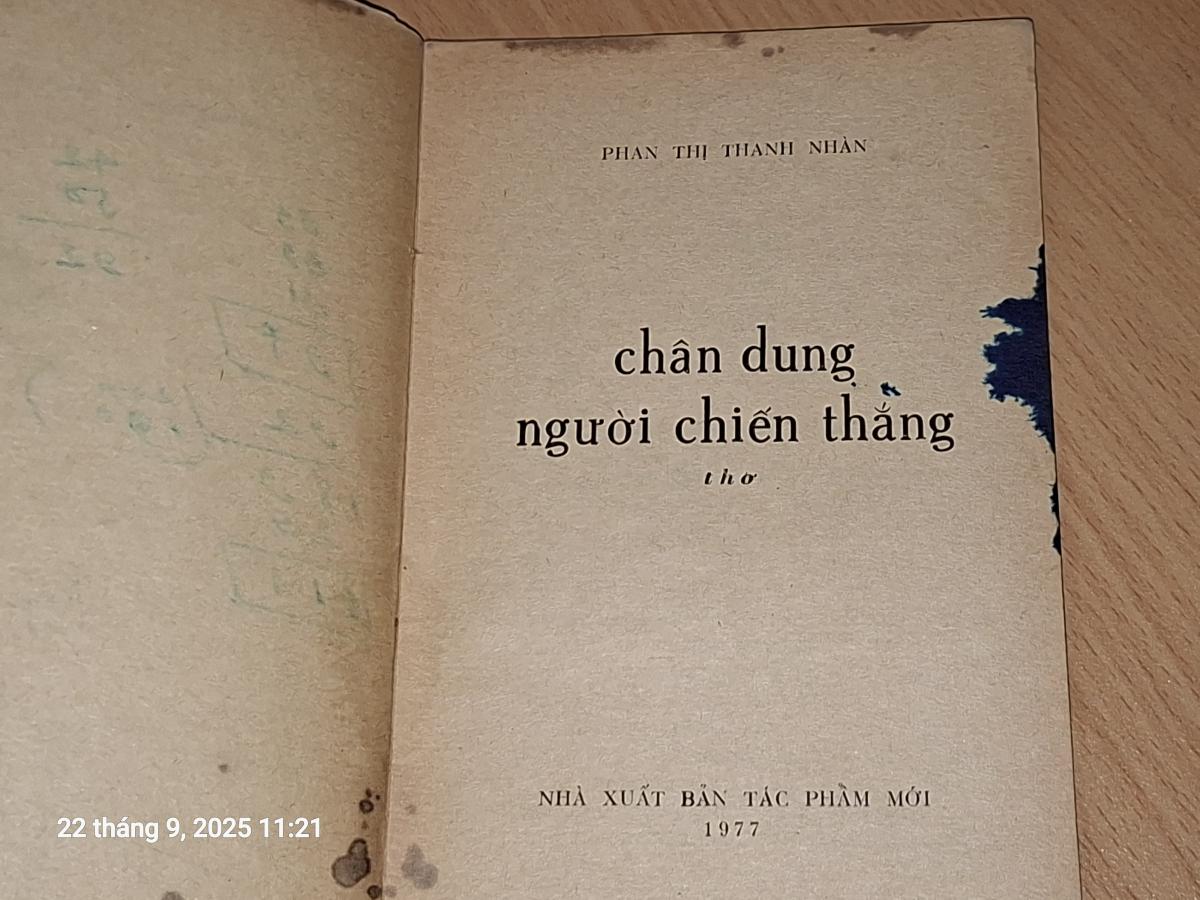 PHAN THỊ THANH NHÀN
chân dung
người chiến thắng
thơ
NHÀ XUẤT BẢN TÁC PHẨM MỚI
1977
22 tháng 9, 2025 11:21